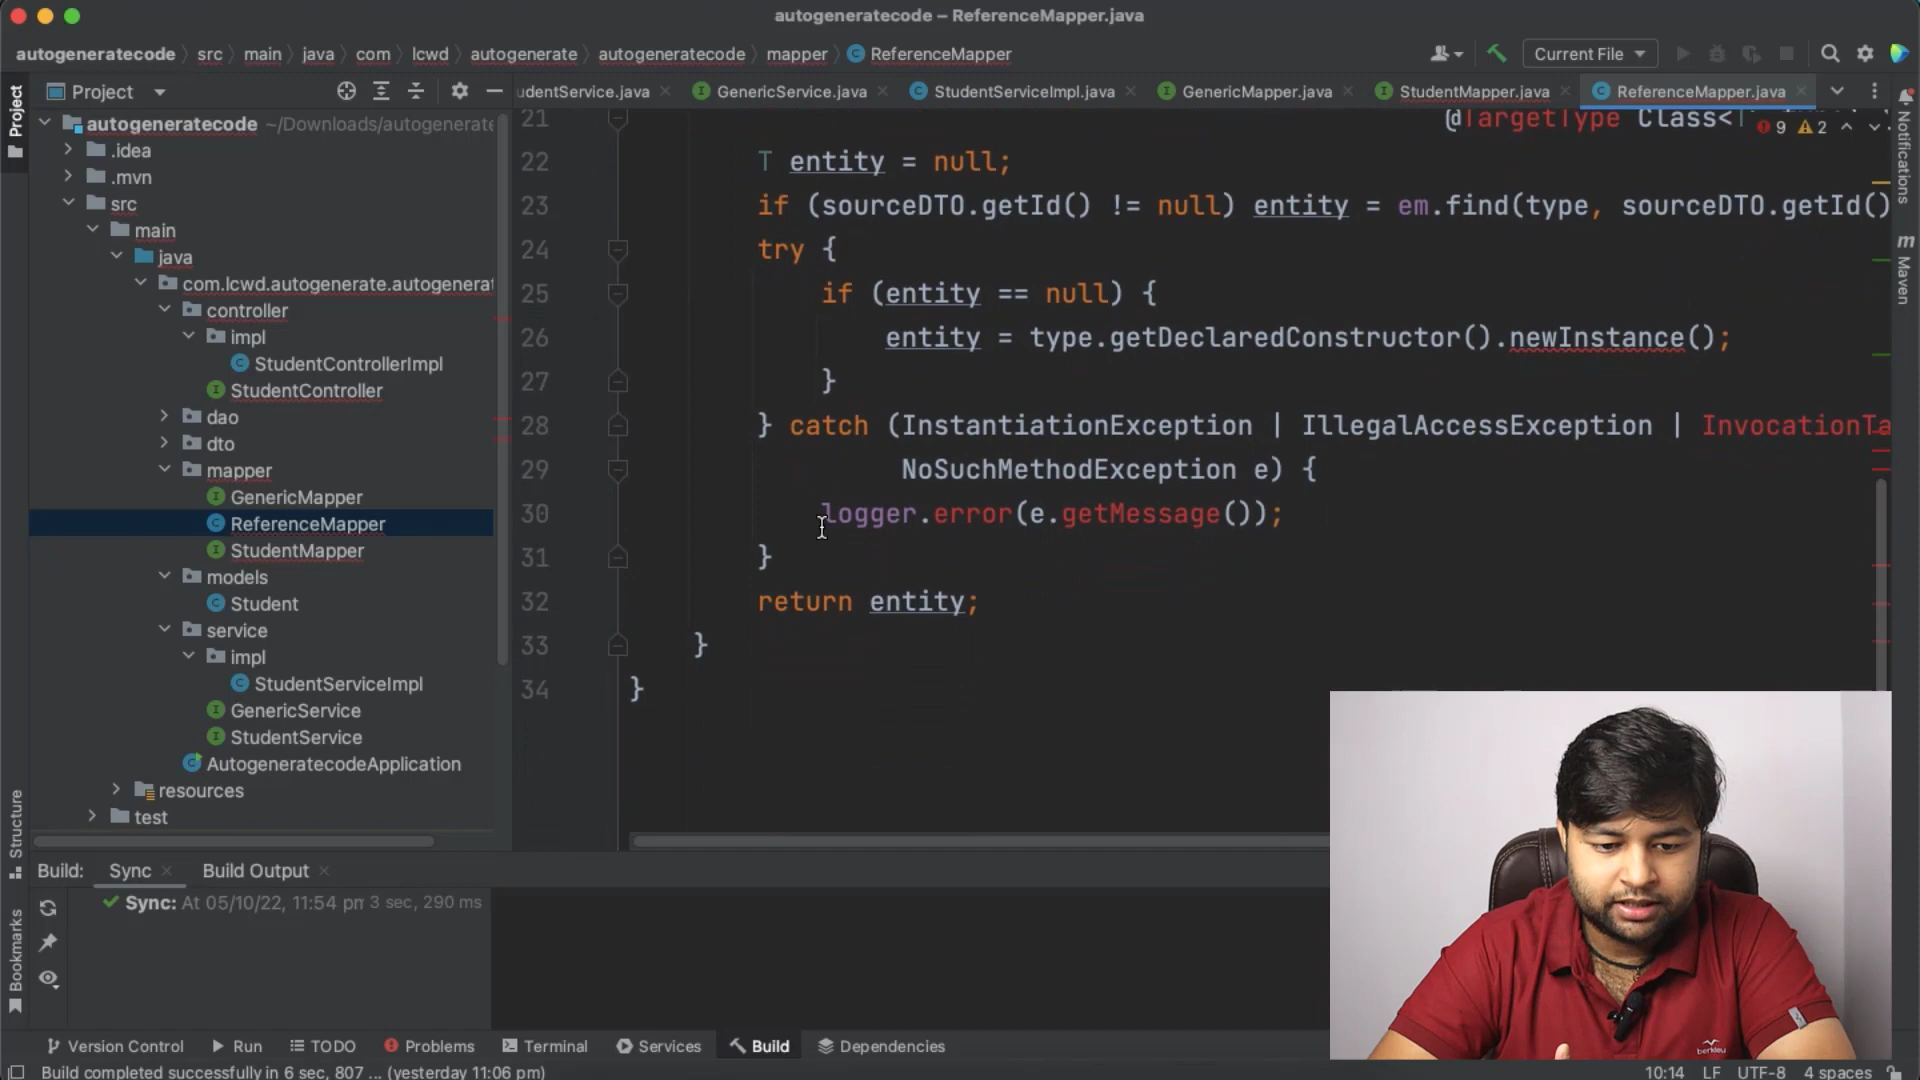 autogeneratecode – ReferenceMapper.java
autogeneratecode src main java com lcwd autogenerate autogeneratecode mapper ReferenceMapper
Current File
Project
udentService.java GenericService.java StudentServiceImpl.java GenericMapper.java StudentMapper.java ReferenceMapper.java
Project
autogeneratecode ~/Downloads/autogenerate
.idea
.mvn
src
main
java
com.lcwd.autogenerate.autogenerat
controller
impl
StudentControllerImpl
StudentController
dao
dto
mapper
GenericMapper
ReferenceMapper
StudentMapper
models
Student
service
impl
StudentServiceImpl
GenericService
StudentService
AutogeneratecodeApplication
resources
test
21 @TargetType Class<T
9 2
22 T entity = null;
23 if (sourceDTO.getId() != null) entity = em.find(type, sourceDTO.getId()
24 try {
25 if (entity == null) {
26 entity = type.getDeclaredConstructor().newInstance();
27 }
28 } catch (InstantiationException | IllegalAccessException | InvocationTa
29 NoSuchMethodException e) {
30 logger.error(e.getMessage());
31 }
32 return entity;
33 }
34 }
Notifications
m Maven
Structure
Bookmarks
Build: Sync Build Output
Sync: At 05/10/22, 11:54 pm 3 sec, 290 ms
berkleu
Version Control Run TODO Problems Terminal Services Build Dependencies
Build completed successfully in 6 sec, 807 ... (yesterday 11:06 pm)
10:14 LF UTF-8 4 spaces